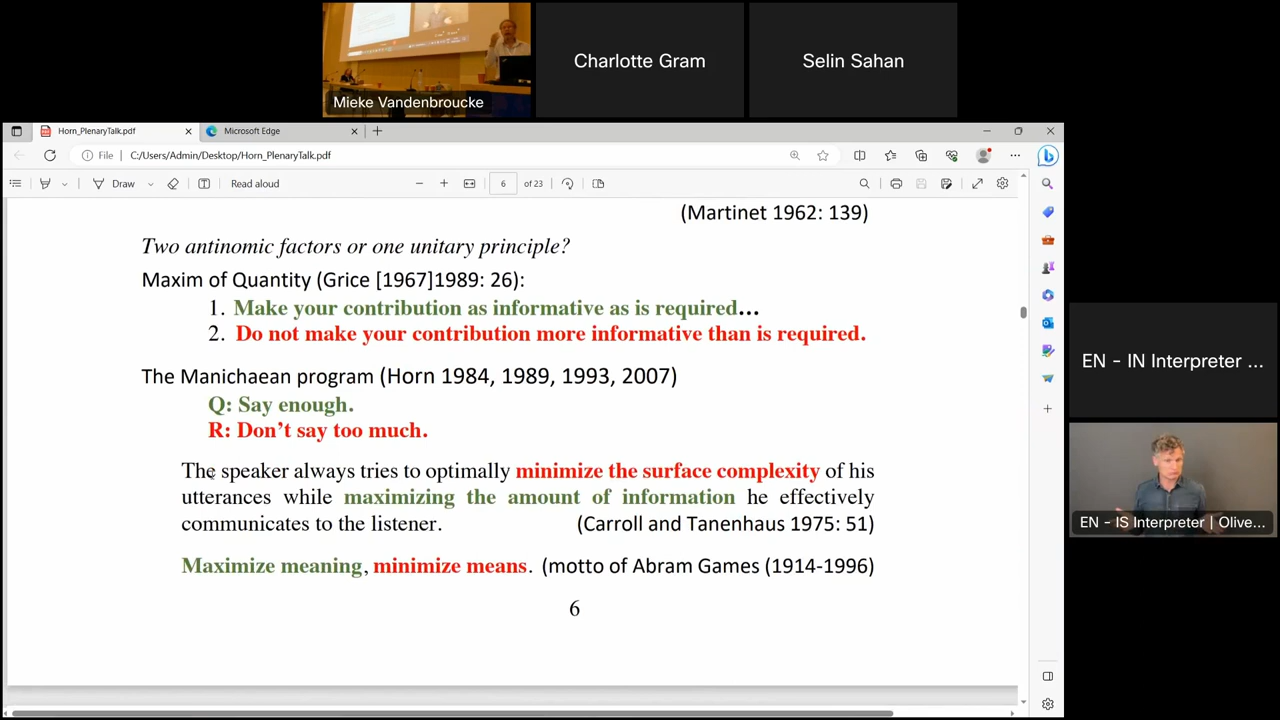 Mieke Vandenbroucke
Charlotte Gram
Selin Sahan
Horn_PlenaryTalk.pdf
Microsoft Edge
File
C:/Users/Admin/Desktop/Horn_PlenaryTalk.pdf
Draw
Read aloud
6
of 23
(Martinet 1962: 139)
Two antinomic factors or one unitary principle?
Maxim of Quantity (Grice [1967]1989: 26):
1. Make your contribution as informative as is required…
2. Do not make your contribution more informative than is required.
The Manichaean program (Horn 1984, 1989, 1993, 2007)
Q: Say enough.
R: Don’t say too much.
The speaker always tries to optimally minimize the surface complexity of his
utterances while maximizing the amount of information he effectively
communicates to the listener. (Carroll and Tanenhaus 1975: 51)
Maximize meaning, minimize means. (motto of Abram Games (1914-1996)
6
EN - IN Interpreter ...
EN - IS Interpreter | Olive...